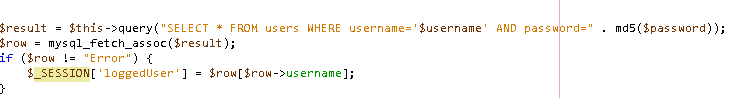 $result = $this->query("SELECT * FROM users WHERE username='$username' AND password=" . md5($password));
$row = mysql_fetch_assoc($result);
if ($row != "Error") {
$_SESSION['loggedUser'] = $row[$row->username];
}